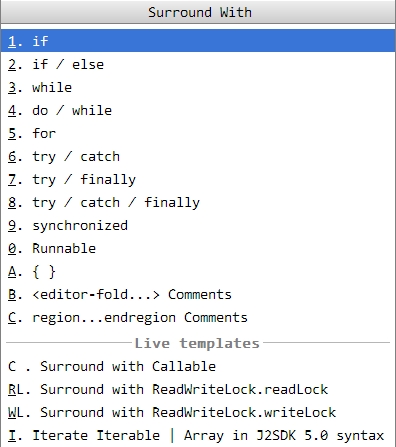 Surround With
1. if
2. if / else
3. while
4. do / while
5. for
6. try / catch
7. try / finally
8. try / catch / finally
9. synchronized
0. Runnable
A. { }
B. <editor-fold...> Comments
C. region...endregion Comments
Live templates
C . Surround with Callable
RL. Surround with ReadWriteLock.readLock
WL. Surround with ReadWriteLock.writeLock
I. Iterate Iterable | Array in J2SDK 5.0 syntax